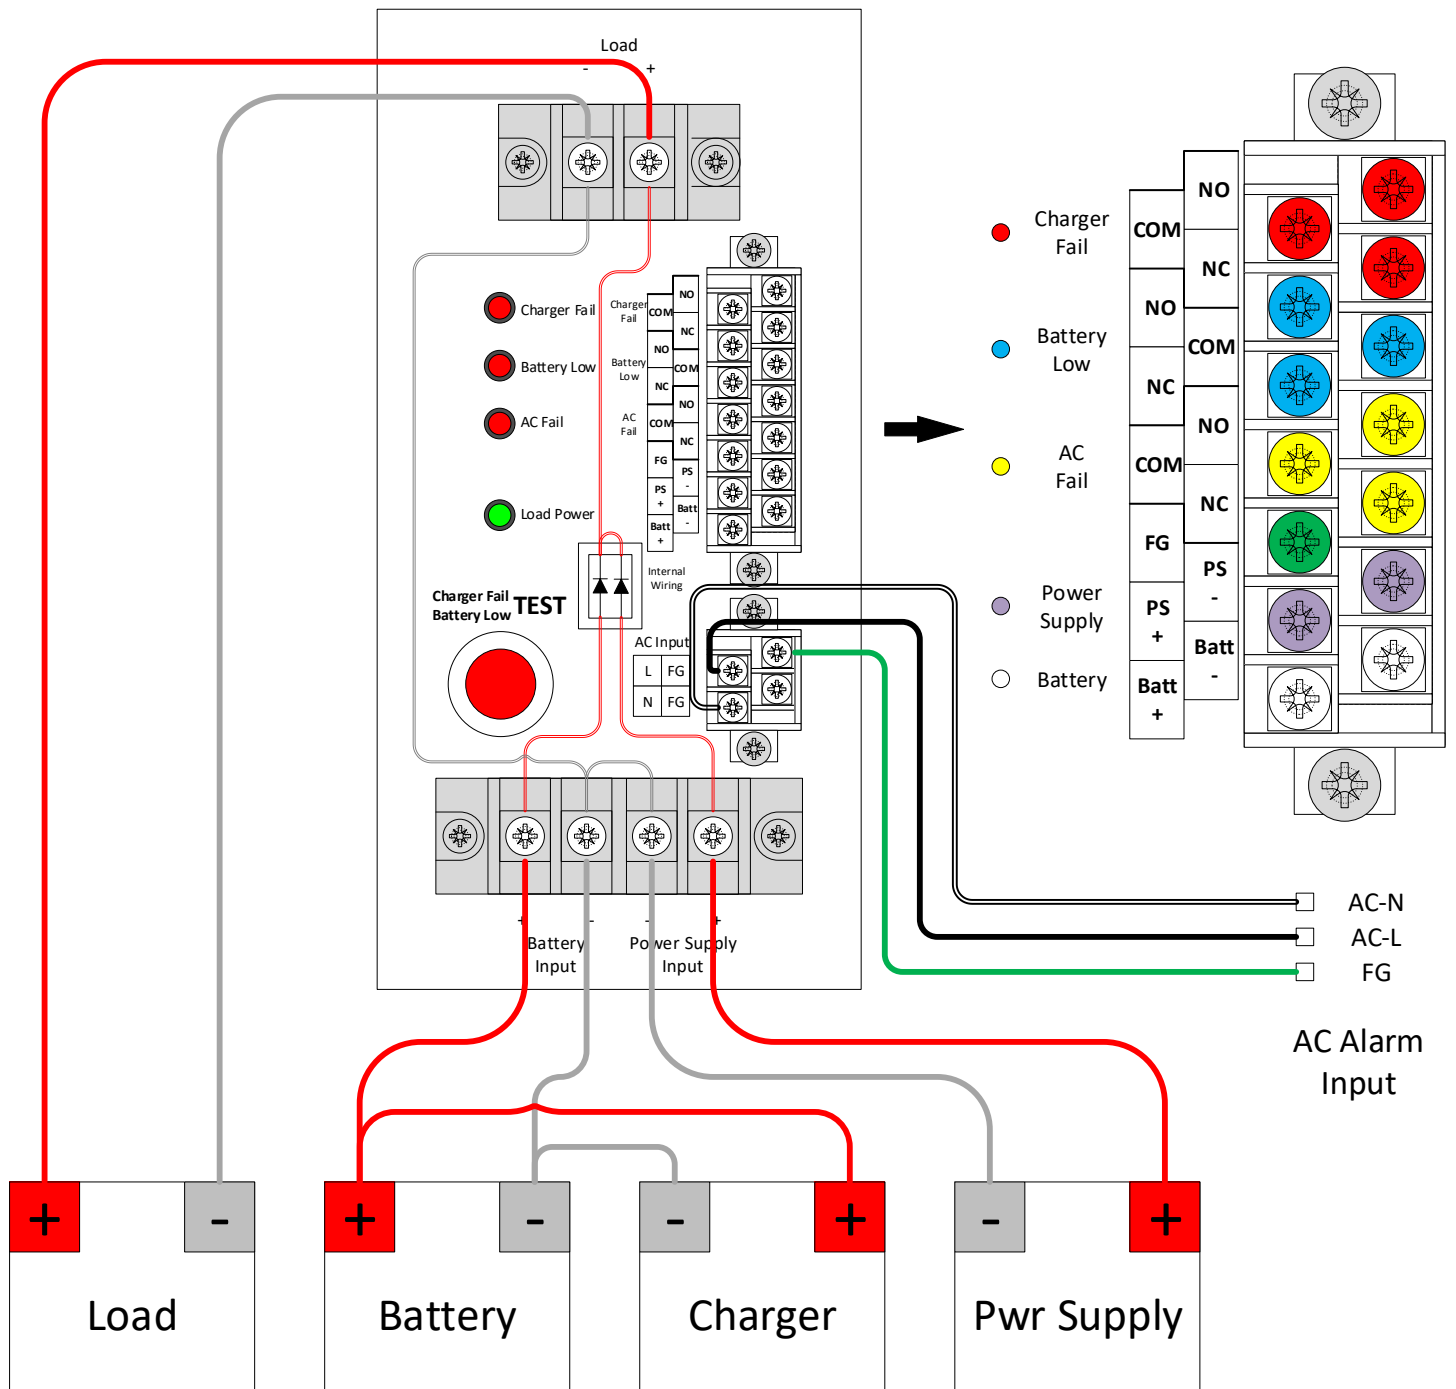 Load
- +
Charger Fail
Battery Low
AC Fail
Load Power
Charger
Fail
Battery
Low
AC
Fail
NO
COM
NC
NO
COM
NC
NO
COM
NC
FG
PS
-
PS
+
Batt
-
Batt
+
Internal
Wiring
Charger Fail
Battery Low
TEST
AC Input
L FG
N FG
+ - - +
Battery
Input
Power Supply
Input
Charger
Fail
Battery
Low
AC
Fail
Power
Supply
Battery
NO
COM
NC
NO
COM
NC
NO
COM
NC
FG
PS
-
PS
+
Batt
-
Batt
+
AC-N
AC-L
FG
AC Alarm
Input
+ -
Load
+ -
Battery
- +
Charger
- +
Pwr Supply